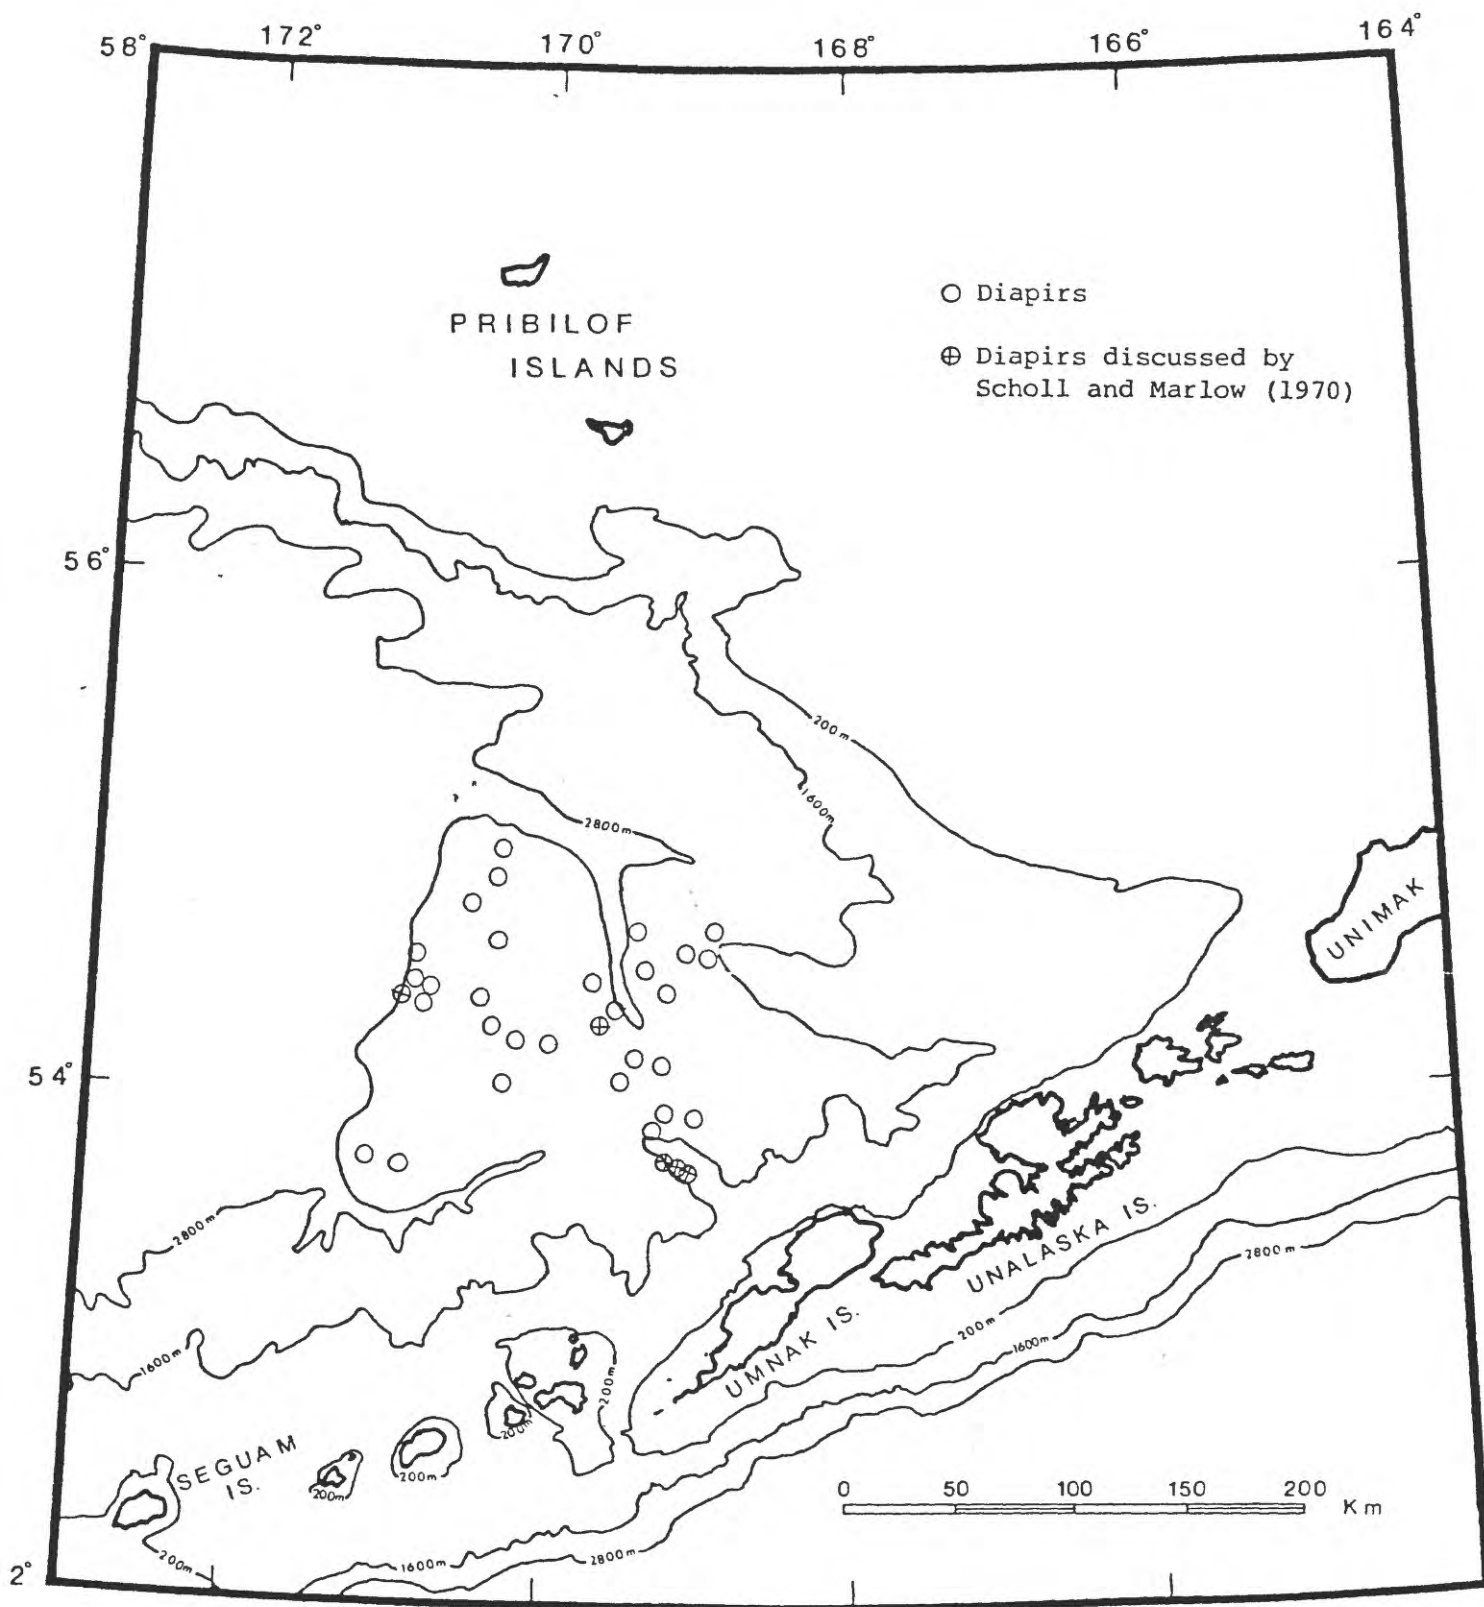 58° 172° 170° 168° 166° 164°
PRIBILOF
ISLANDS
○ Diapirs
⊕ Diapirs discussed by
Scholl and Marlow (1970)
56°
200m
1600m
2800m
UNIMAK
54°
2800m
UNALASKA IS.
2800m
UMNAK IS.
200m
1600m
1600m
200m
200m
SEGUAM
IS.
200m
200m
0 50 100 150 200
Km
200m
1600m
2800m
2°